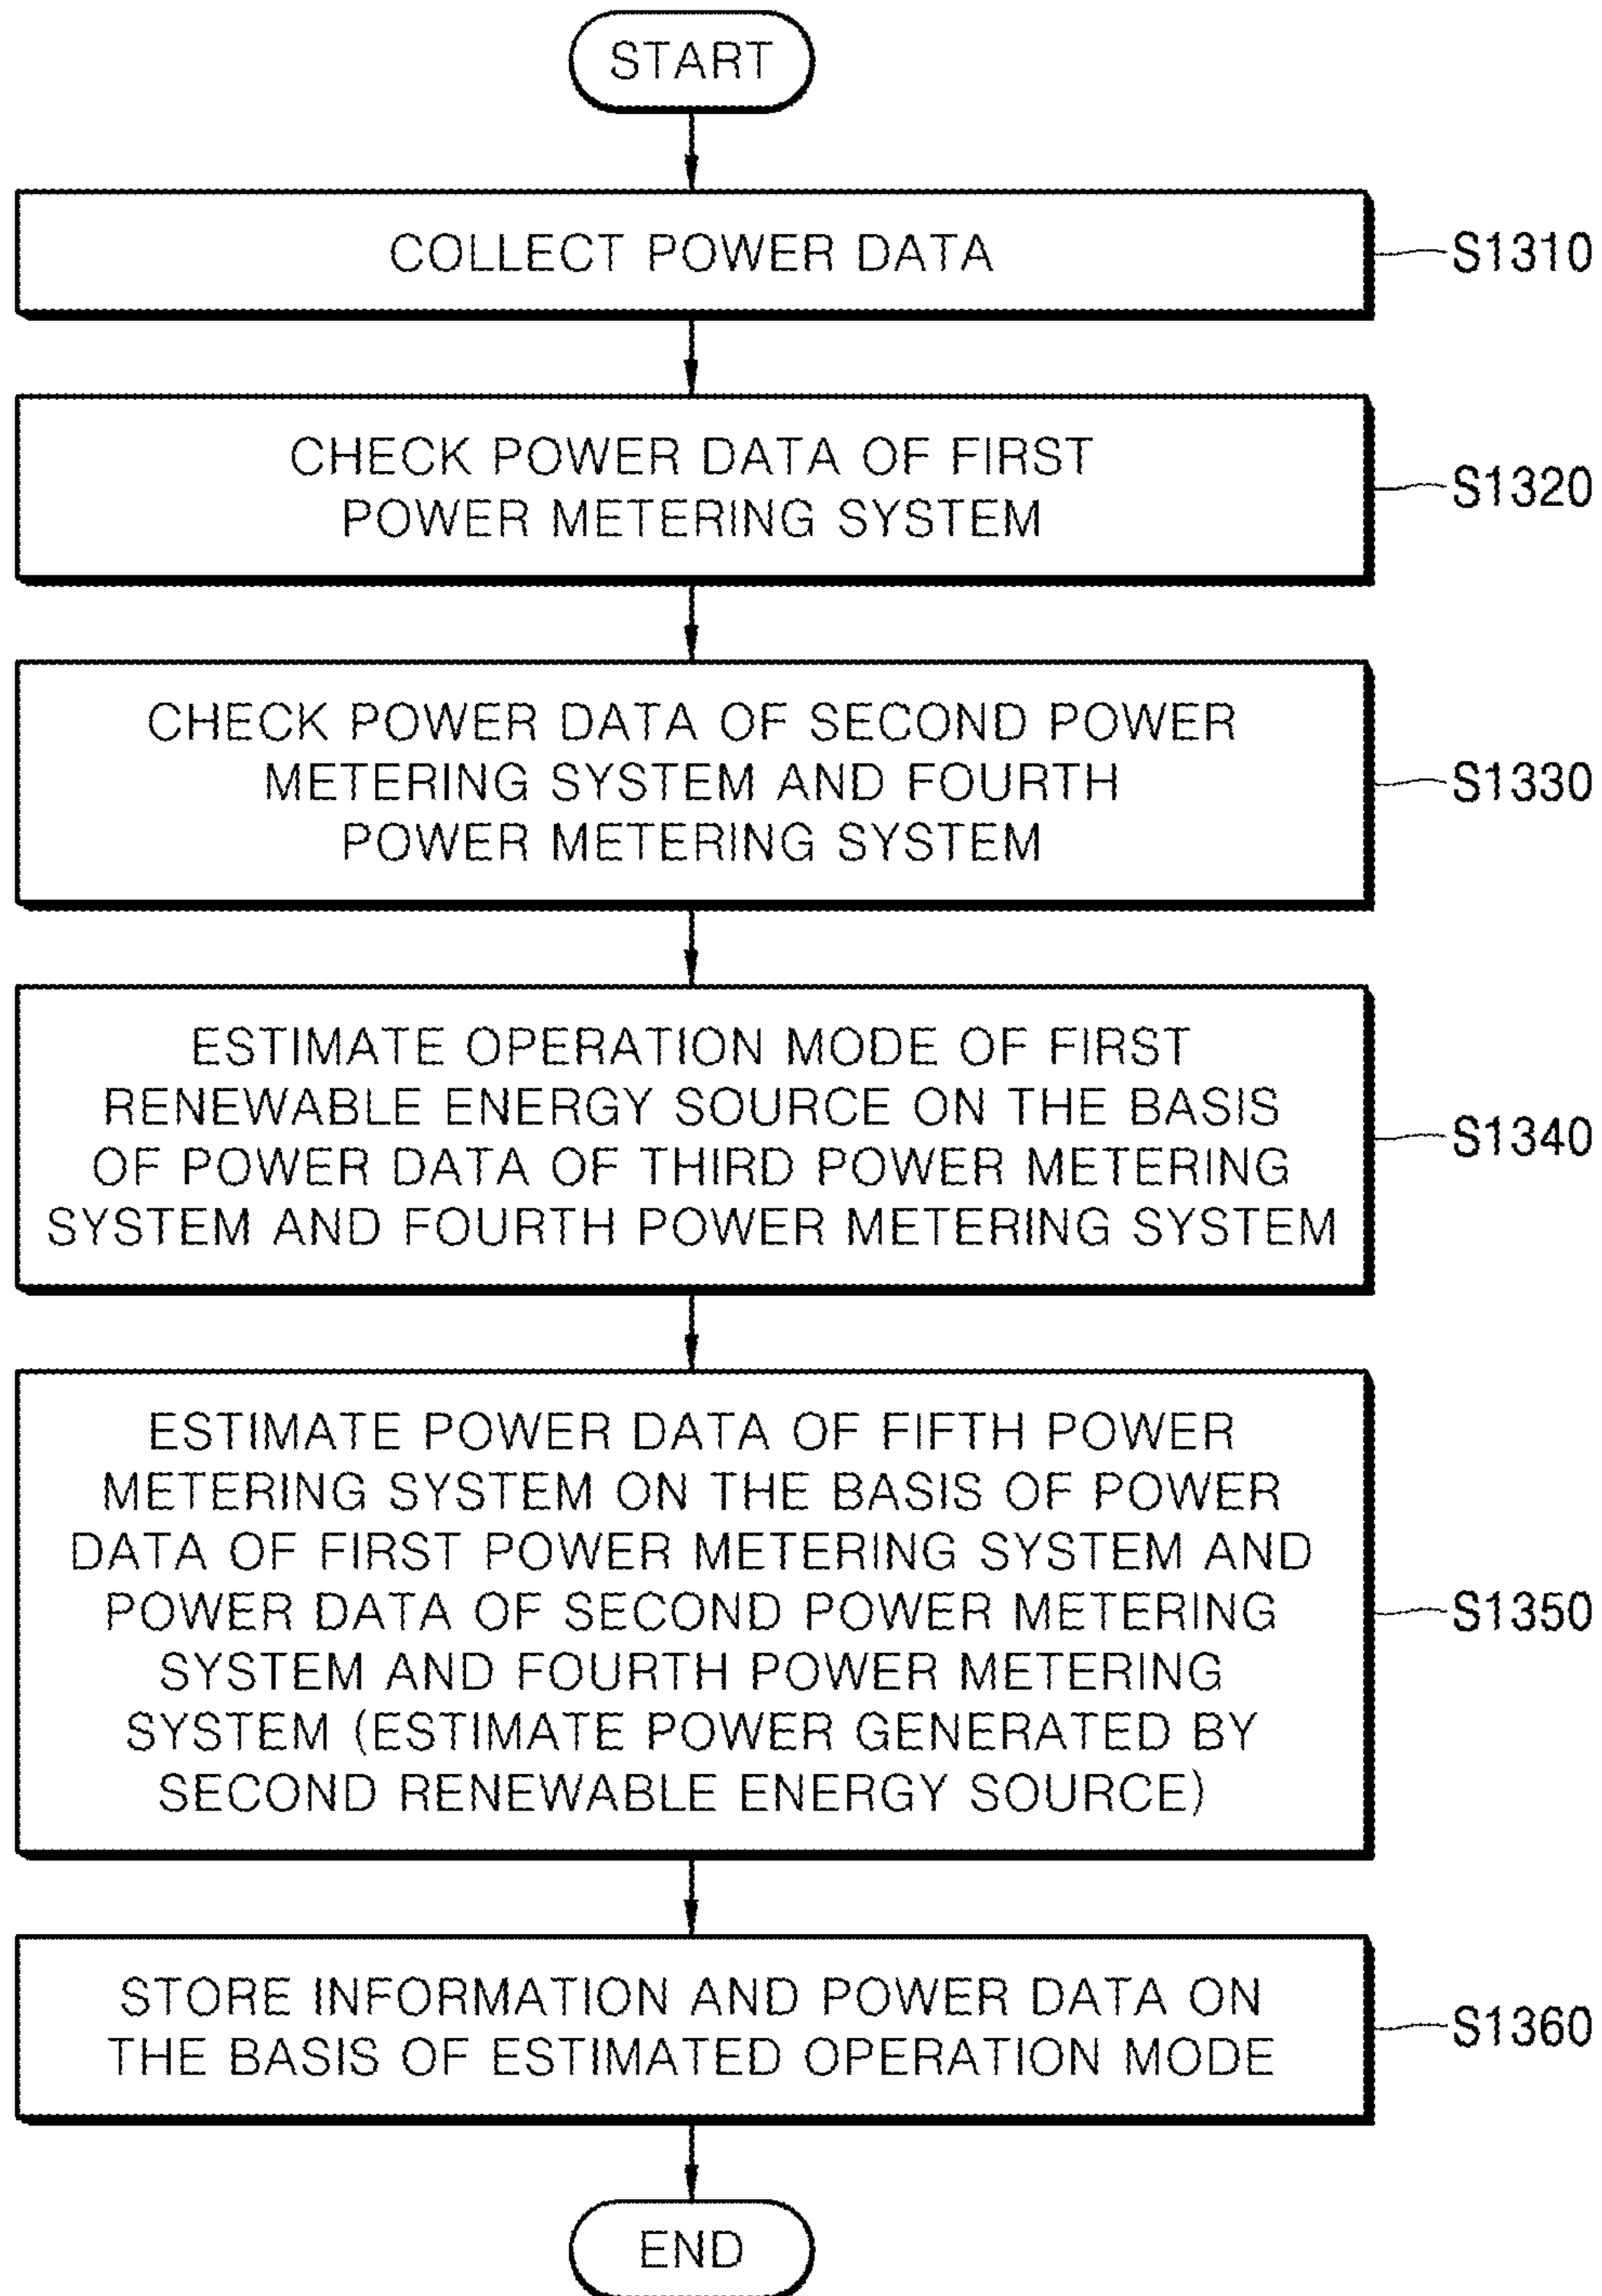 START
COLLECT POWER DATA
S1310
CHECK POWER DATA OF FIRST
POWER METERING SYSTEM
S1320
CHECK POWER DATA OF SECOND POWER
METERING SYSTEM AND FOURTH
POWER METERING SYSTEM
S1330
ESTIMATE OPERATION MODE OF FIRST
RENEWABLE ENERGY SOURCE ON THE BASIS
OF POWER DATA OF THIRD POWER METERING
SYSTEM AND FOURTH POWER METERING SYSTEM
S1340
ESTIMATE POWER DATA OF FIFTH POWER
METERING SYSTEM ON THE BASIS OF POWER
DATA OF FIRST POWER METERING SYSTEM AND
POWER DATA OF SECOND POWER METERING
SYSTEM AND FOURTH POWER METERING
SYSTEM (ESTIMATE POWER GENERATED BY
SECOND RENEWABLE ENERGY SOURCE)
S1350
STORE INFORMATION AND POWER DATA ON
THE BASIS OF ESTIMATED OPERATION MODE
S1360
END